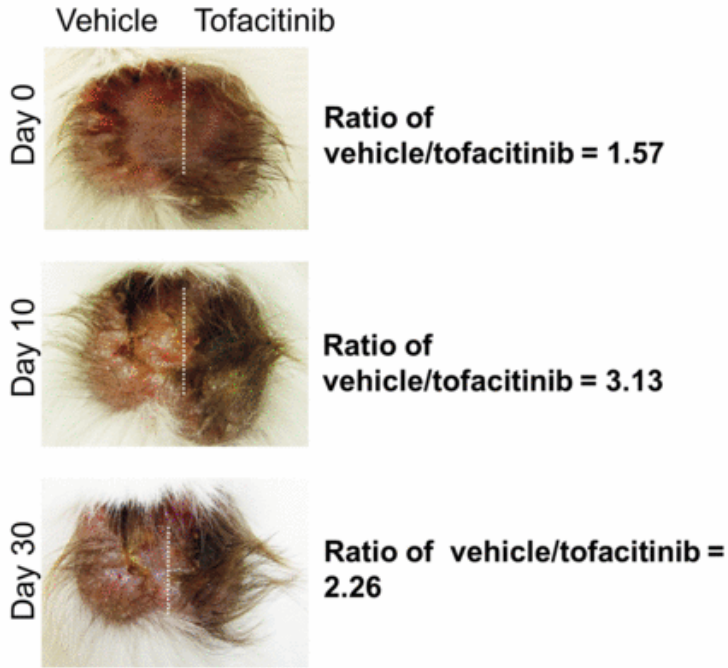 Vehicle Tofacitinib
Day 0
Ratio of
vehicle/tofacitinib = 1.57
Day 10
Ratio of
vehicle/tofacitinib = 3.13
Day 30
Ratio of vehicle/tofacitinib =
2.26